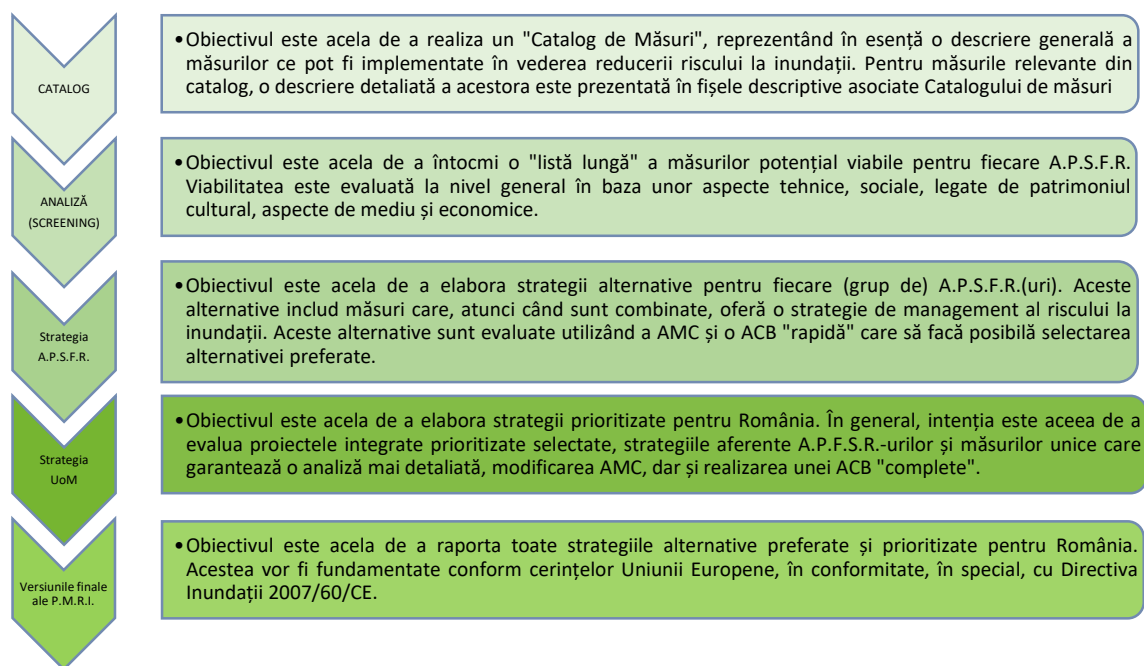 CATALOG
•Obiectivul este acela de a realiza un "Catalog de Măsuri", reprezentând în esență o descriere generală a
măsurilor ce pot fi implementate în vederea reducerii riscului la inundații. Pentru măsurile relevante din
catalog, o descriere detaliată a acestora este prezentată în fișele descriptive asociate Catalogului de măsuri
ANALIZĂ
(SCREENING)
•Obiectivul este acela de a întocmi o "listă lungă" a măsurilor potențial viabile pentru fiecare A.P.S.F.R.
Viabilitatea este evaluată la nivel general în baza unor aspecte tehnice, sociale, legate de patrimoniul
cultural, aspecte de mediu și economice.
Strategia
A.P.S.F.R.
•Obiectivul este acela de a elabora strategii alternative pentru fiecare (grup de) A.P.S.F.R.(uri). Aceste
alternative includ măsuri care, atunci când sunt combinate, oferă o strategie de management al riscului la
inundații. Aceste alternative sunt evaluate utilizând a AMC și o ACB "rapidă" care să facă posibilă selectarea
alternativei preferate.
Strategia
UoM
•Obiectivul este acela de a elabora strategii prioritizate pentru România. În general, intenția este aceea de a
evalua proiectele integrate prioritizate selectate, strategiile aferente A.P.F.S.R.-urilor și măsurilor unice care
garantează o analiză mai detaliată, modificarea AMC, dar și realizarea unei ACB "complete".
Versiunile finale
ale P.M.R.I.
•Obiectivul este acela de a raporta toate strategiile alternative preferate și prioritizate pentru România.
Acestea vor fi fundamentate conform cerințelor Uniunii Europene, în conformitate, în special, cu Directiva
Inundații 2007/60/CE.